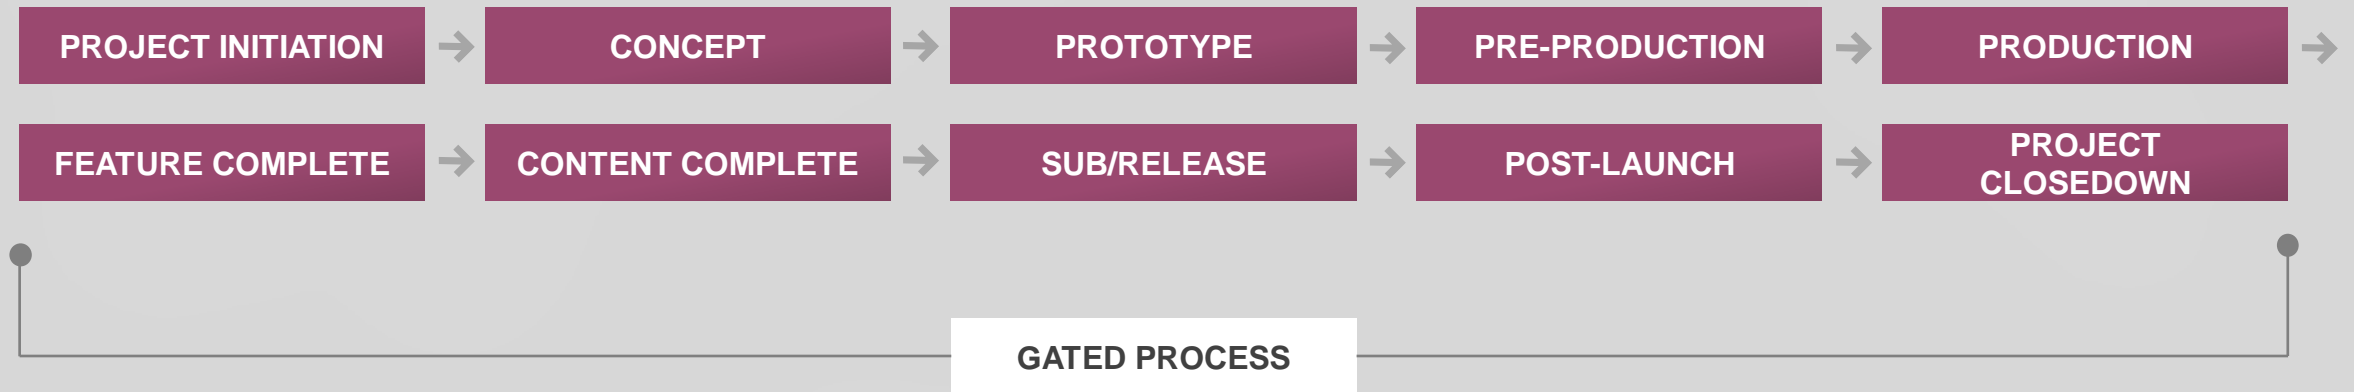 PROJECT INITIATION
CONCEPT
PROTOTYPE
PRE-PRODUCTION
PRODUCTION
FEATURE COMPLETE
CONTENT COMPLETE
SUB/RELEASE
POST-LAUNCH
PROJECT
CLOSEDOWN
GATED PROCESS